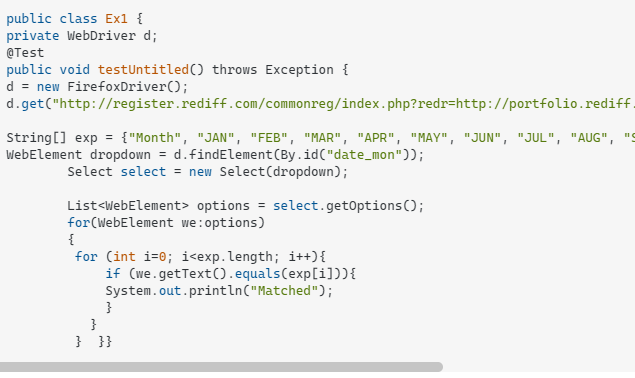 public class Ex1 {
private WebDriver d;
@Test
public void testUntitled() throws Exception {
d = new FirefoxDriver();
d.get("http://register.rediff.com/commonreg/index.php?redr=http://portfolio.rediff.
String[] exp = {"Month", "JAN", "FEB", "MAR", "APR", "MAY", "JUN", "JUL", "AUG", "S
WebElement dropdown = d.findElement(By.id("date_mon"));
Select select = new Select(dropdown);
List<WebElement> options = select.getOptions();
for(WebElement we:options)
{
for (int i=0; i<exp.length; i++){
if (we.getText().equals(exp[i])){
System.out.println("Matched");
}
}
} }}